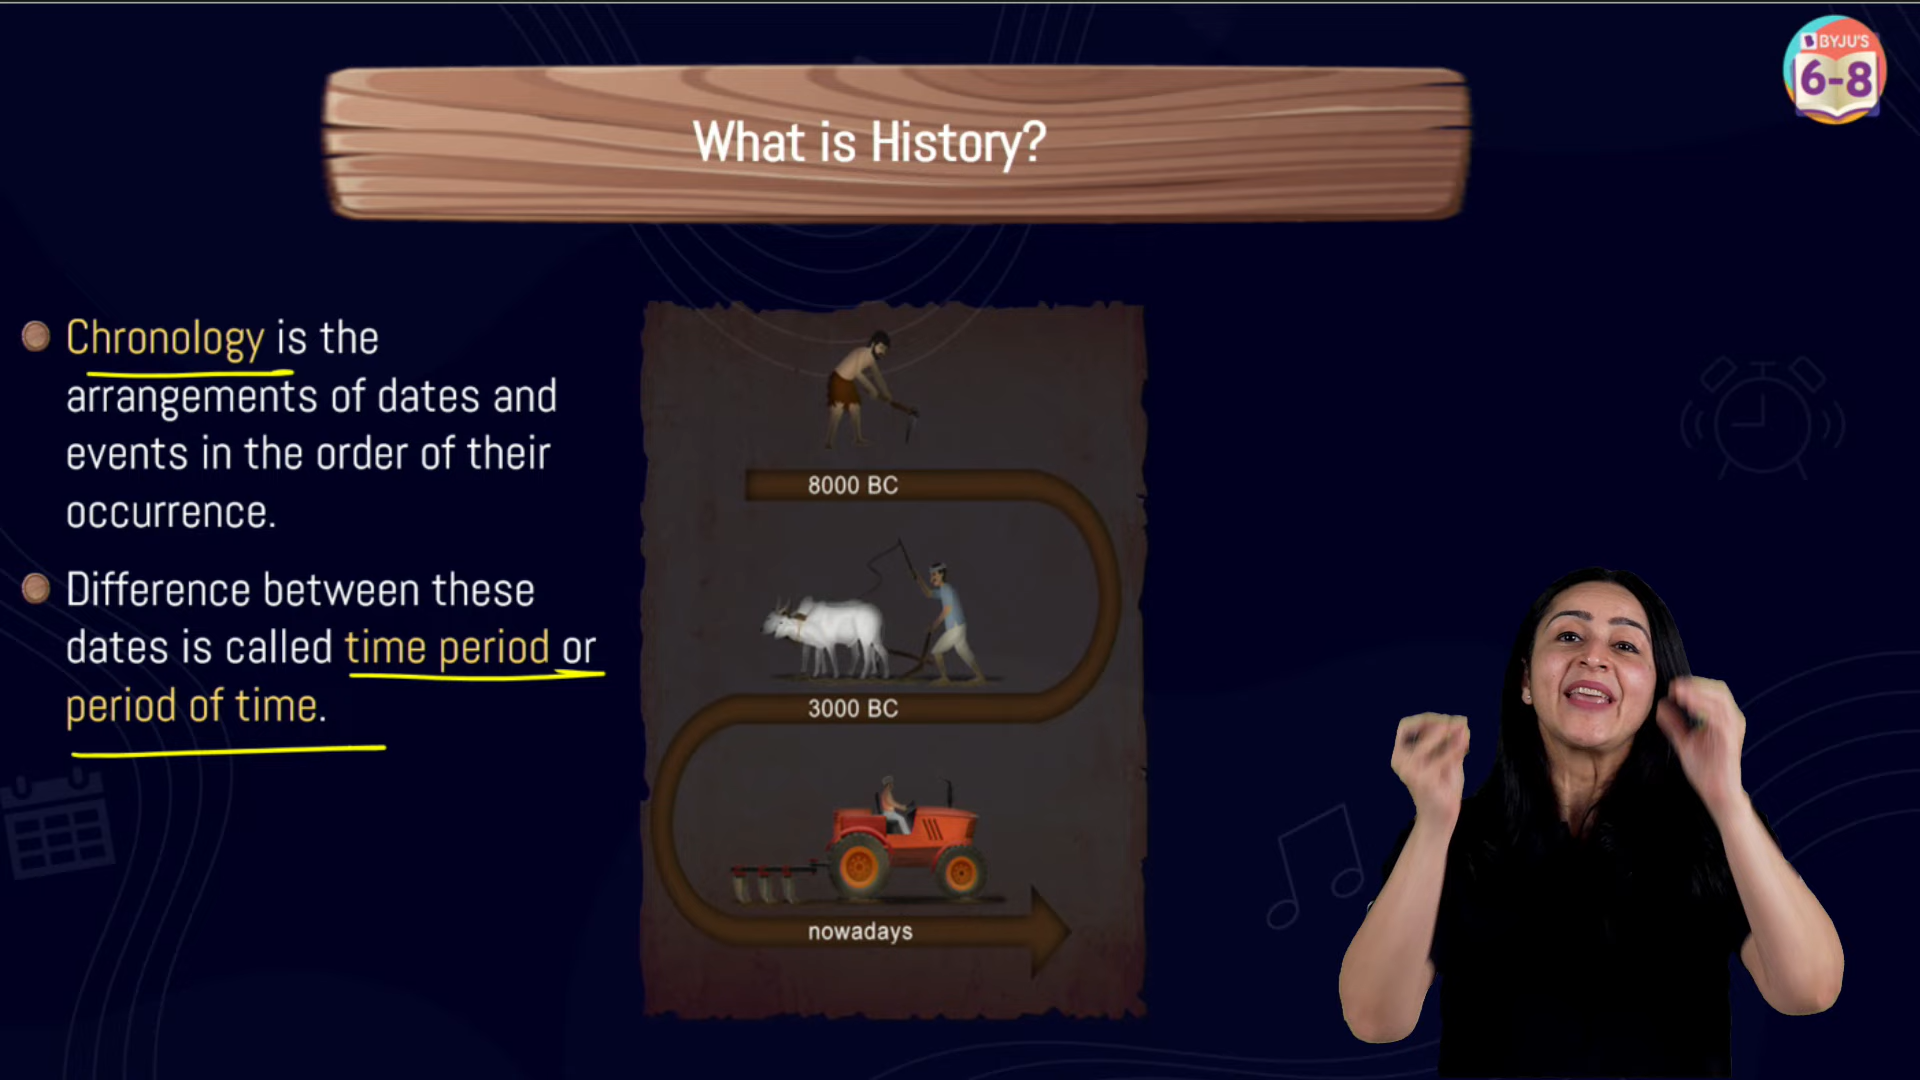 BYJU'S
6-8
What is History?
Chronology is the
arrangements of dates and
events in the order of their
occurrence.
Difference between these
dates is called time period or
period of time.
8000 BC
3000 BC
nowadays